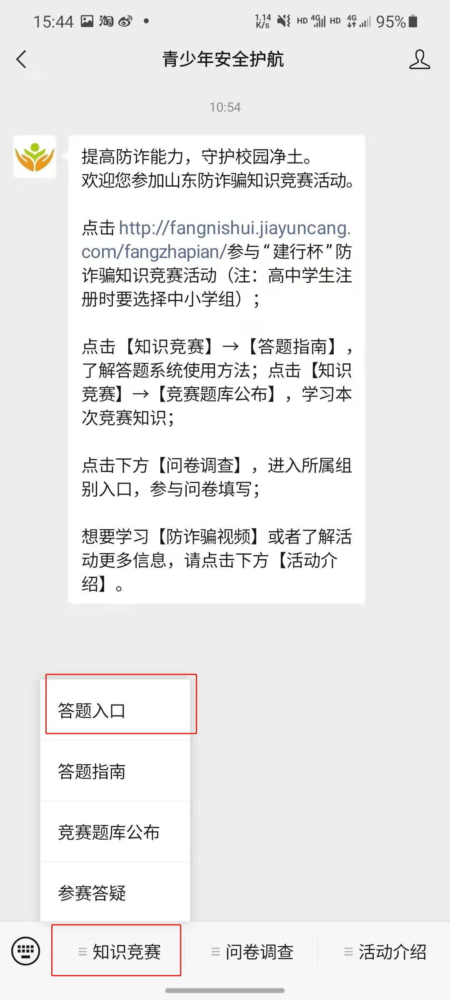 15:44 淘 1.14 K/s HD 4G HD 4G 95%
青少年安全护航
10:54
提高防诈能力，守护校园净土。
欢迎您参加山东防诈骗知识竞赛活动。
点击 http://fangnishui.jiayuncang.
com/fangzhapian/参与“建行杯”防
诈骗知识竞赛活动（注：高中学生注
册时要选择中小学组）；
点击【知识竞赛】→【答题指南】，
了解答题系统使用方法；点击【知识
竞赛】→【竞赛题库公布】，学习本
次竞赛知识；
点击下方【问卷调查】，进入所属组
别入口，参与问卷填写；
想要学习【防诈骗视频】或者了解活
动更多信息，请点击下方【活动介
绍】。
答题入口
答题指南
竞赛题库公布
参赛答疑
知识竞赛 问卷调查 活动介绍